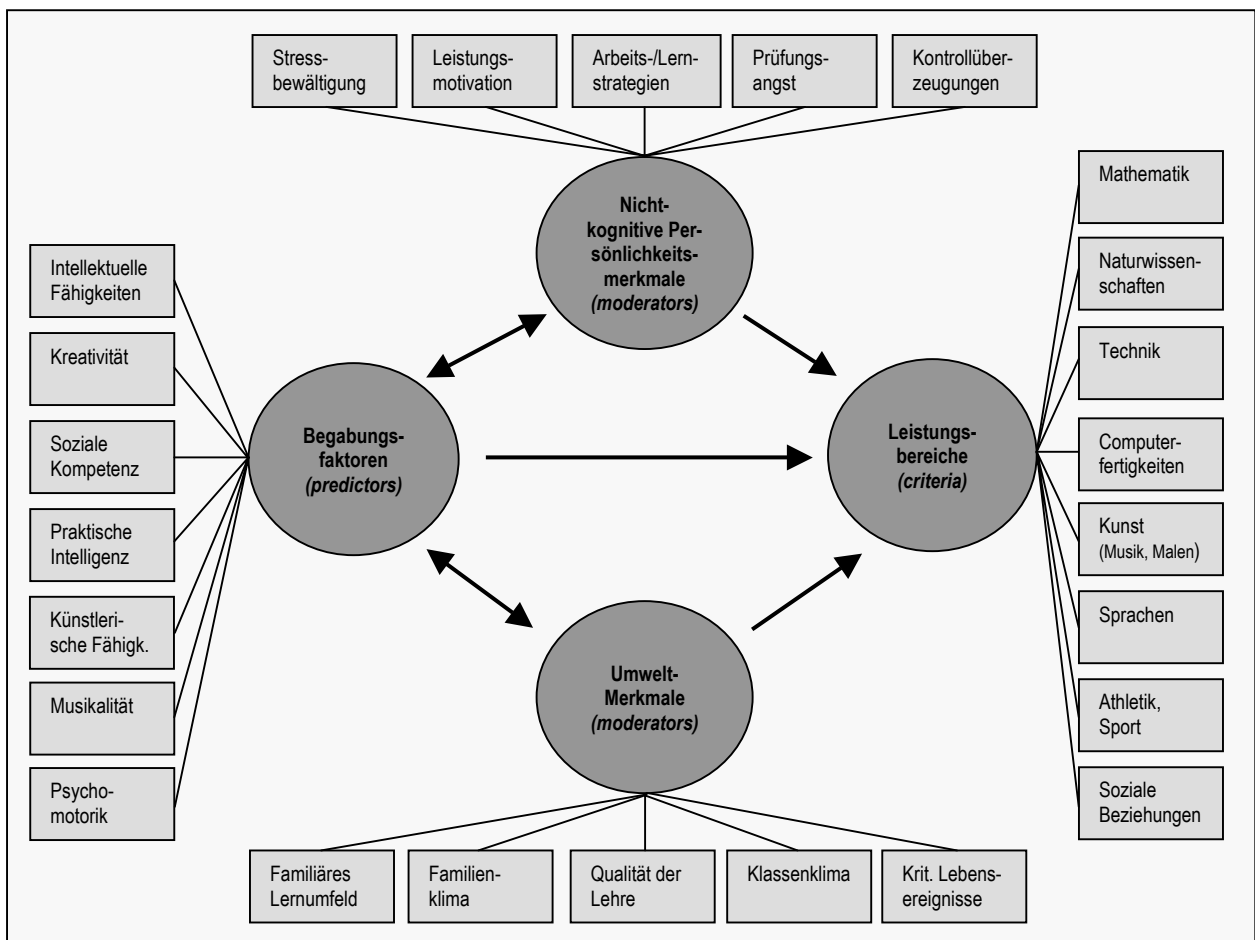 Stress-
bewältigung
Leistungs-
motivation
Arbeits-/Lern-
strategien
Prüfungs-
angst
Kontrollüber-
zeugungen
Nicht-
kognitive Per-
sönlichkeits-
merkmale
(moderators)
Intellektuelle
Fähigkeiten
Kreativität
Soziale
Kompetenz
Praktische
Intelligenz
Künstleri-
sche Fähigk.
Musikalität
Psycho-
motorik
Begabungs-
faktoren
(predictors)
Leistungs-
bereiche
(criteria)
Mathematik
Naturwissen-
schaften
Technik
Computer-
fertigkeiten
Kunst
(Musik, Malen)
Sprachen
Athletik,
Sport
Soziale
Beziehungen
Umwelt-
Merkmale
(moderators)
Familiäres
Lernumfeld
Familien-
klima
Qualität der
Lehre
Klassenklima
Krit. Lebens-
ereignisse